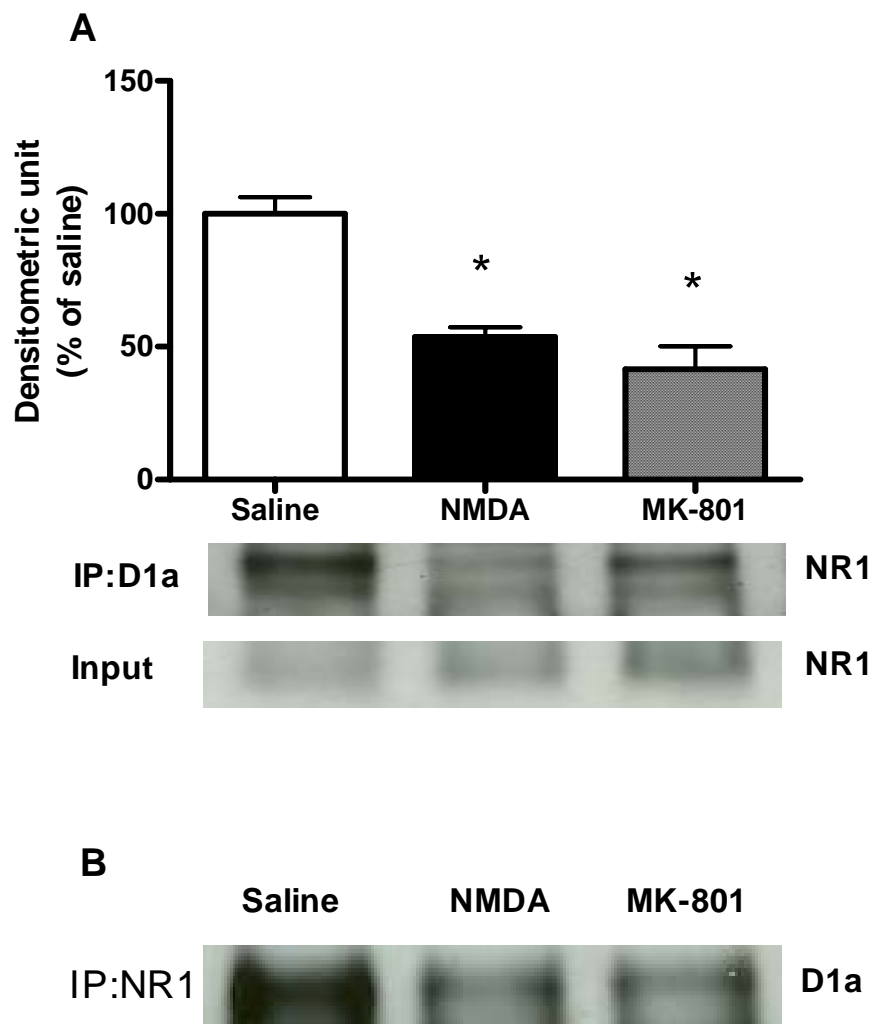 A
150
100
50
0
Densitometric unit
(% of saline)
*
*
Saline NMDA MK-801
IP:D1a NR1
Input NR1
B
Saline NMDA MK-801
IP:NR1 D1a